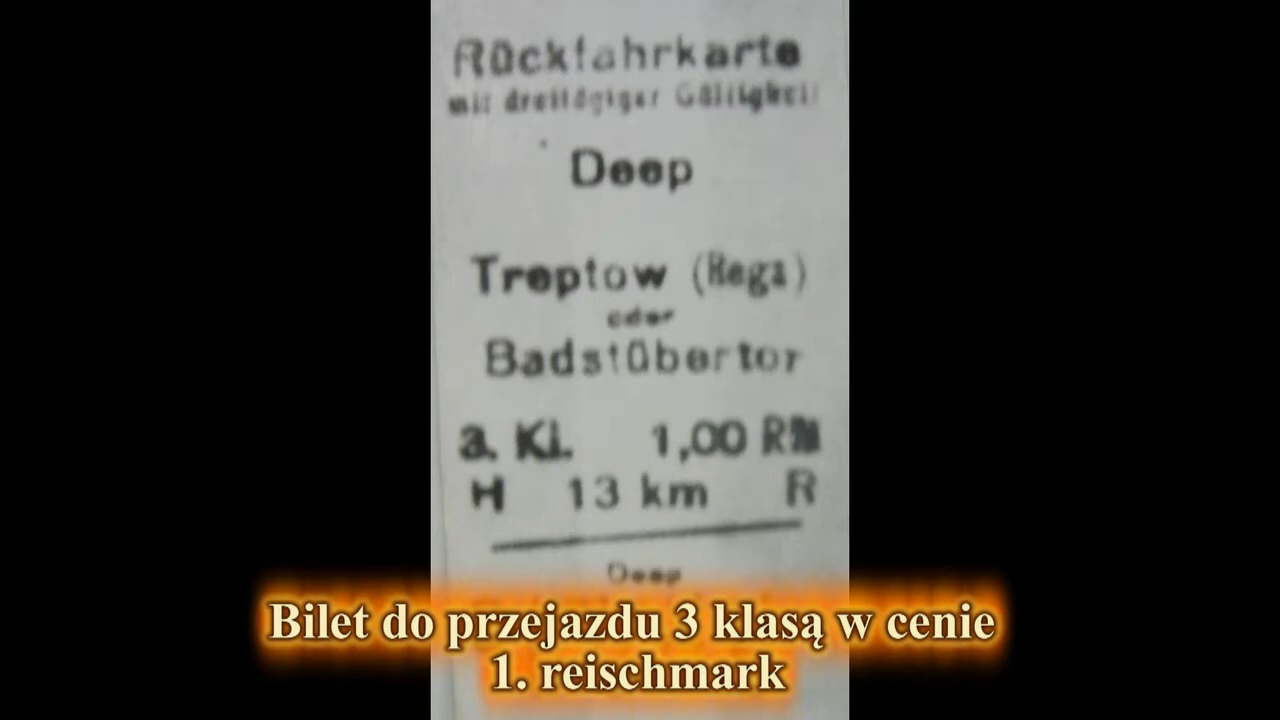 Rückfahrkarte
mit dreitägiger Gültigkeit
Deep
Treptow (Rega)
oder
Badstübertor
3. Kl. 1,00 RM
H 13 km R
Deep
Bilet do przejazdu 3 klasą w cenie
1. reischmark